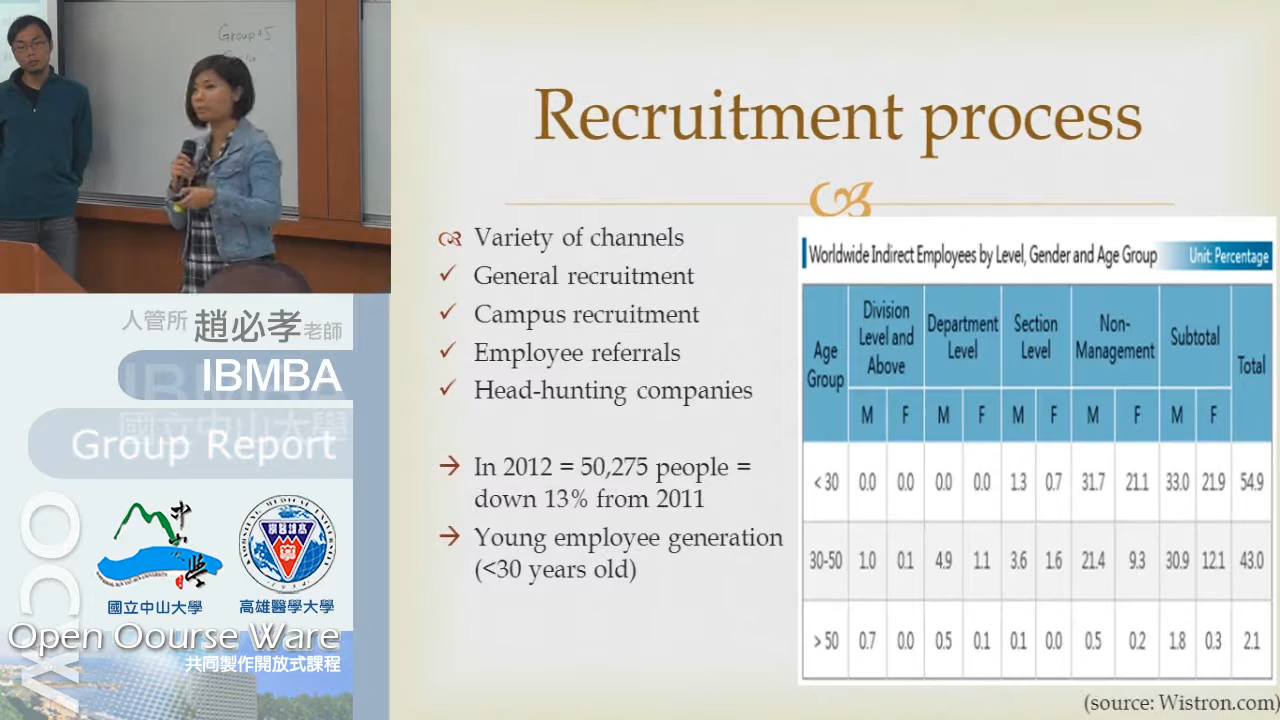 Group 5
人管所 趙必孝老師
IBMBA
國立中山大學
Group Report
OCW
國立中山大學
高雄醫學大學
Open Oourse Ware
共同製作開放式課程
Recruitment process
Variety of channels
✓ General recruitment
✓ Campus recruitment
✓ Employee referrals
✓ Head-hunting companies
→ In 2012 = 50,275 people =
down 13% from 2011
→ Young employee generation
(<30 years old)
Worldwide Indirect Employees by Level, Gender and Age Group Unit: Percentage
Age Group Division Level and Above Department Level Section Level Non-Management Subtotal Total
M F M F M F M F M F
< 30 0.0 0.0 0.0 0.0 1.3 0.7 31.7 21.1 33.0 21.9 54.9
30-50 1.0 0.1 4.9 1.1 3.6 1.6 21.4 9.3 30.9 12.1 43.0
> 50 0.7 0.0 0.5 0.1 0.1 0.0 0.5 0.2 1.8 0.3 2.1
(source: Wistron.com)